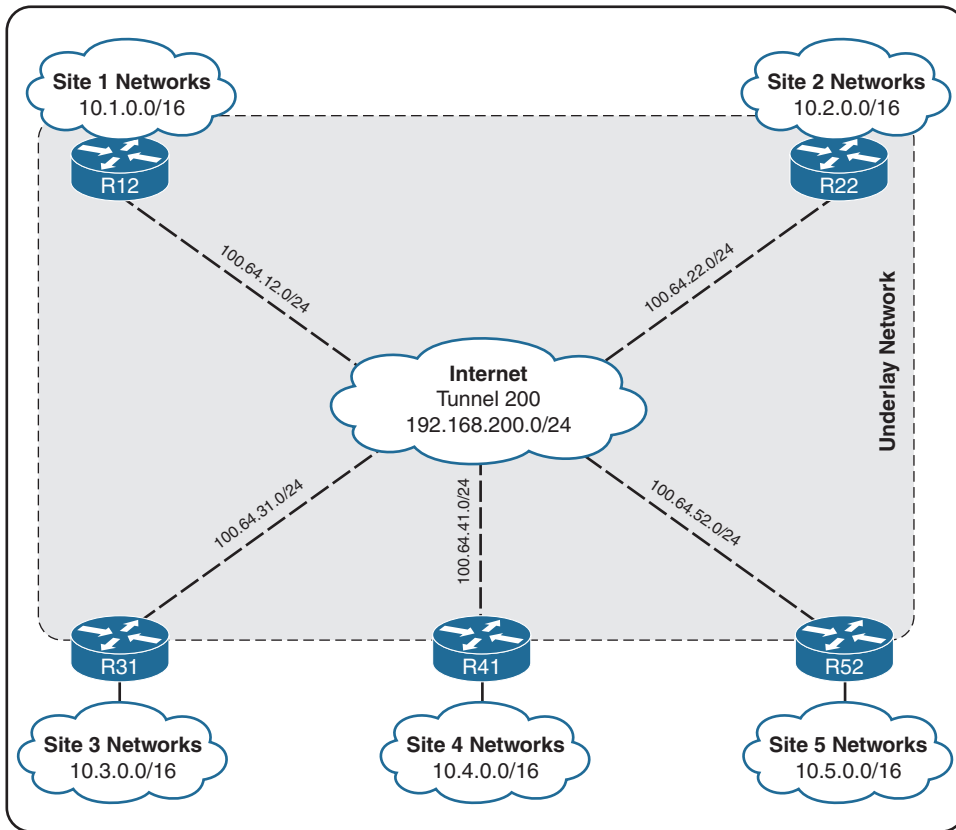 Site 1 Networks
10.1.0.0/16
Site 2 Networks
10.2.0.0/16
R12
R22
100.64.12.0/24
100.64.22.0/24
Underlay Network
Internet
Tunnel 200
192.168.200.0/24
100.64.31.0/24
100.64.41.0/24
100.64.52.0/24
R31
R41
R52
Site 3 Networks
10.3.0.0/16
Site 4 Networks
10.4.0.0/16
Site 5 Networks
10.5.0.0/16